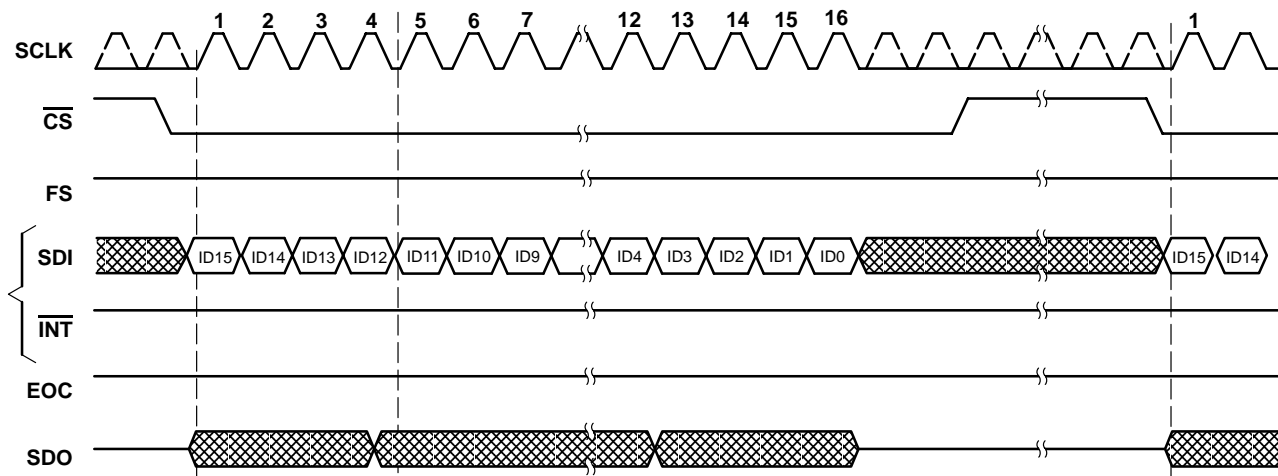 1 2 3 4 5 6 7 12 13 14 15 16 1
SCLK
CS
FS
SDI ID15 ID14 ID13 ID12 ID11 ID10 ID9 ID4 ID3 ID2 ID1 ID0 ID15 ID14
INT
EOC
SDO